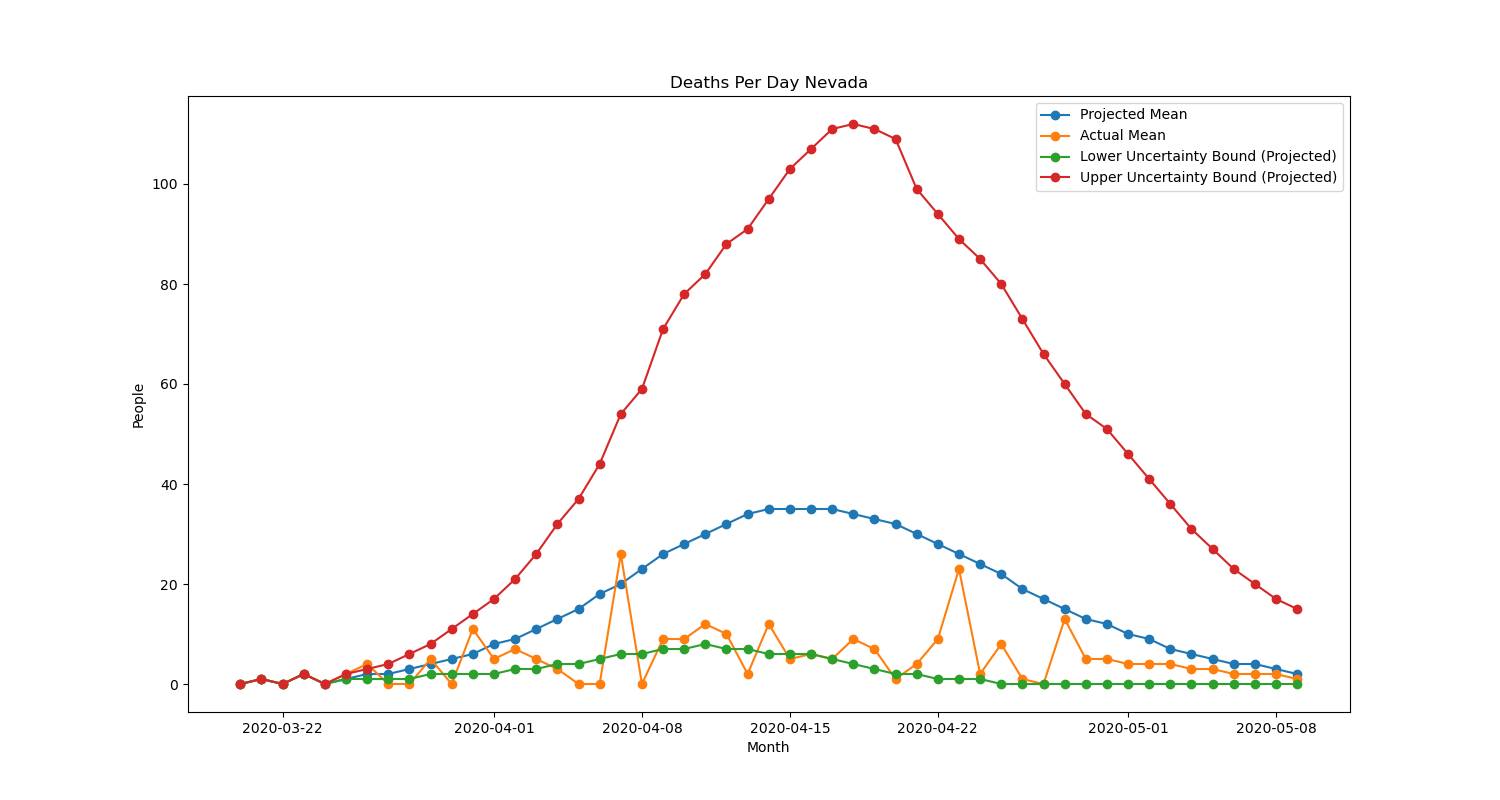 Deaths Per Day Nevada
Projected Mean
Actual Mean
Lower Uncertainty Bound (Projected)
Upper Uncertainty Bound (Projected)
100
80
60
40
20
0
People
2020-03-22 2020-04-01 2020-04-08 2020-04-15 2020-04-22 2020-05-01 2020-05-08
Month